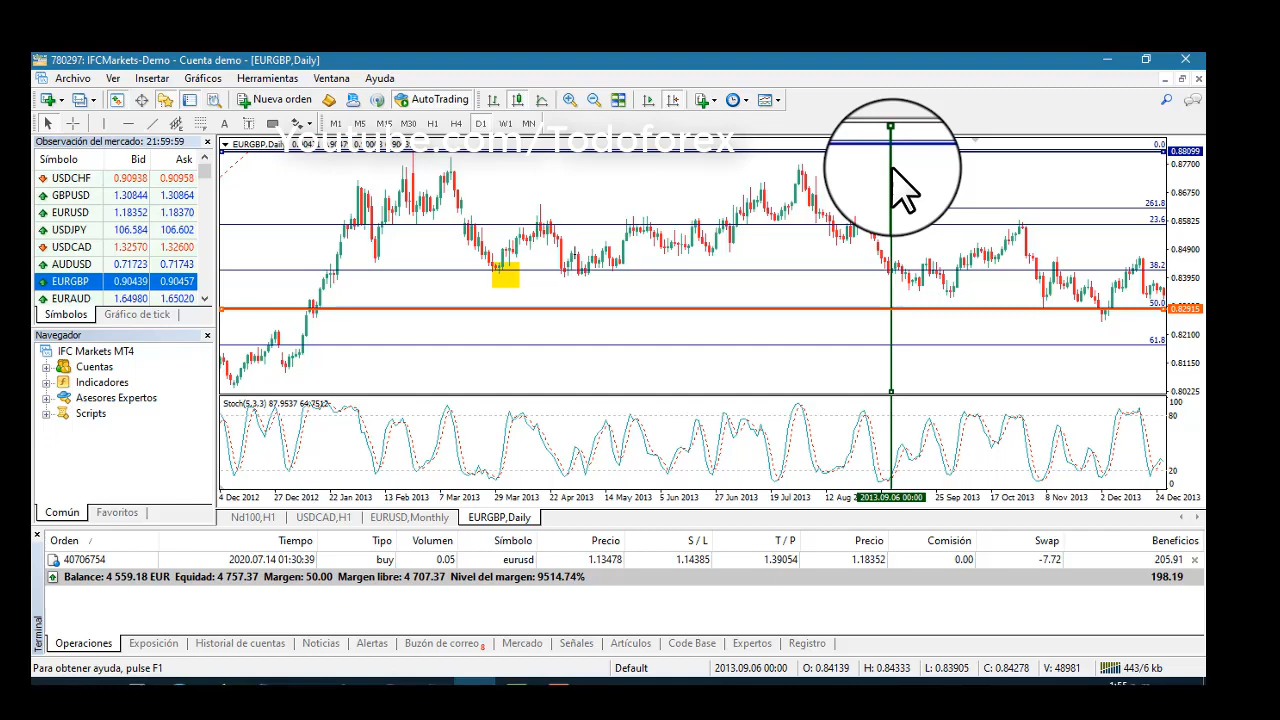 780297: IFCMarkets-Demo - Cuenta demo - [EURGBP,Daily]
Archivo Ver Insertar Gráficos Herramientas Ventana Ayuda
Nueva orden AutoTrading
A T M1 M5 M15 M30 H1 H4 D1 W1 MN
Youtube.com/Todoforex
Observación del mercado: 21:59:59
Símbolo Bid Ask
USDCHF 0.90938 0.90958
GBPUSD 1.30844 1.30864
EURUSD 1.18352 1.18370
USDJPY 106.584 106.602
USDCAD 1.32570 1.32600
AUDUSD 0.71723 0.71743
EURGBP 0.90439 0.90457
EURAUD 1.64980 1.65020
Símbolos Gráfico de tick
Navegador
IFC Markets MT4
Cuentas
Indicadores
Asesores Expertos
Scripts
Común Favoritos
EURGBP,Daily
0.0
0.88099
0.87700
0.86750
261.8
0.85825
23.6
0.84900
38.2
0.83950
50.0
0.82915
0.82100
61.8
0.81150
0.80225
Stoch(5,3,3) 87.9537 64.7512
100
80
20
0
4 Dec 2012 27 Dec 2012 22 Jan 2013 13 Feb 2013 7 Mar 2013 29 Mar 2013 22 Apr 2013 14 May 2013 5 Jun 2013 27 Jun 2013 19 Jul 2013 12 Aug 2013.09.06 00:00 25 Sep 2013 17 Oct 2013 8 Nov 2013 2 Dec 2013 24 Dec 2013
Nd100,H1 USDCAD,H1 EURUSD,Monthly EURGBP,Daily
Orden Tiempo Tipo Volumen Símbolo Precio S / L T / P Precio Comisión Swap Beneficios
40706754 2020.07.14 01:30:39 buy 0.05 eurusd 1.13478 1.14385 1.39054 1.18352 0.00 -7.72 205.91
Balance: 4 559.18 EUR Equidad: 4 757.37 Margen: 50.00 Margen libre: 4 707.37 Nivel del margen: 9514.74% 198.19
Terminal
Operaciones Exposición Historial de cuentas Noticias Alertas Buzón de correo 8 Mercado Señales Artículos Code Base Expertos Registro
Para obtener ayuda, pulse F1 Default 2013.09.06 00:00 O: 0.84139 H: 0.84333 L: 0.83905 C: 0.84278 V: 48981 443/6 kb